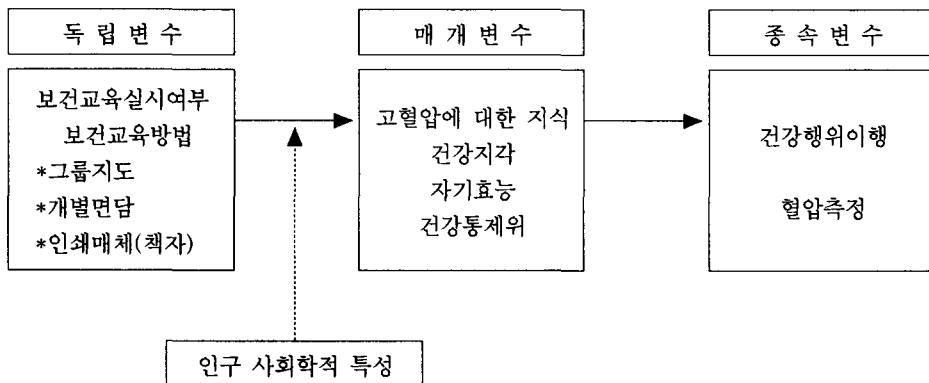 독 립 변 수
매 개 변 수
종 속 변 수
보건교육실시여부
보건교육방법
*그룹지도
*개별면담
*인쇄매체(책자)
고혈압에 대한 지식
건강지각
자기효능
건강통제위
건강행위이행
혈압측정
인구 사회학적 특성